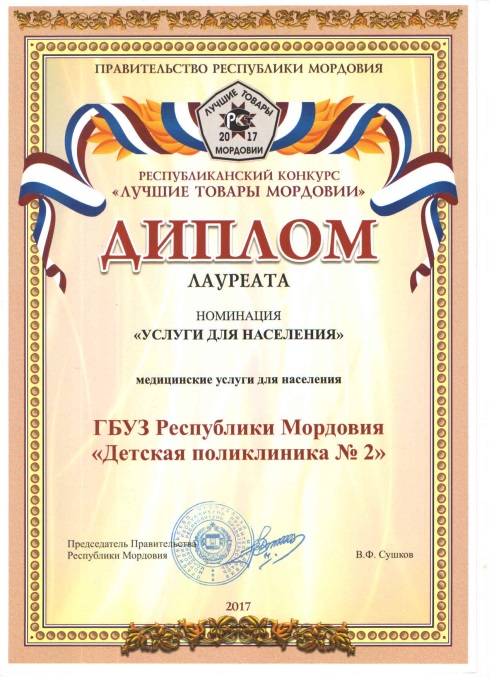 ПРАВИТЕЛЬСТВО РЕСПУБЛИКИ МОРДОВИЯ
ЛУЧШИЕ ТОВАРЫ
РС
20 17
МОРДОВИИ
РЕСПУБЛИКАНСКИЙ КОНКУРС
«ЛУЧШИЕ ТОВАРЫ МОРДОВИИ»
ДИПЛОМ
ЛАУРЕАТА
НОМИНАЦИЯ
«УСЛУГИ ДЛЯ НАСЕЛЕНИЯ»
медицинские услуги для населения
ГБУЗ Республики Мордовия
«Детская поликлиника № 2»
Председатель Правительства
Республики Мордовия
В.Ф. Сушков
2017